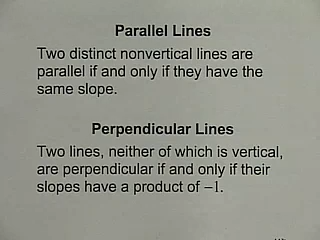 Parallel Lines
Two distinct nonvertical lines are
parallel if and only if they have the
same slope.
Perpendicular Lines
Two lines, neither of which is vertical,
are perpendicular if and only if their
slopes have a product of −1.